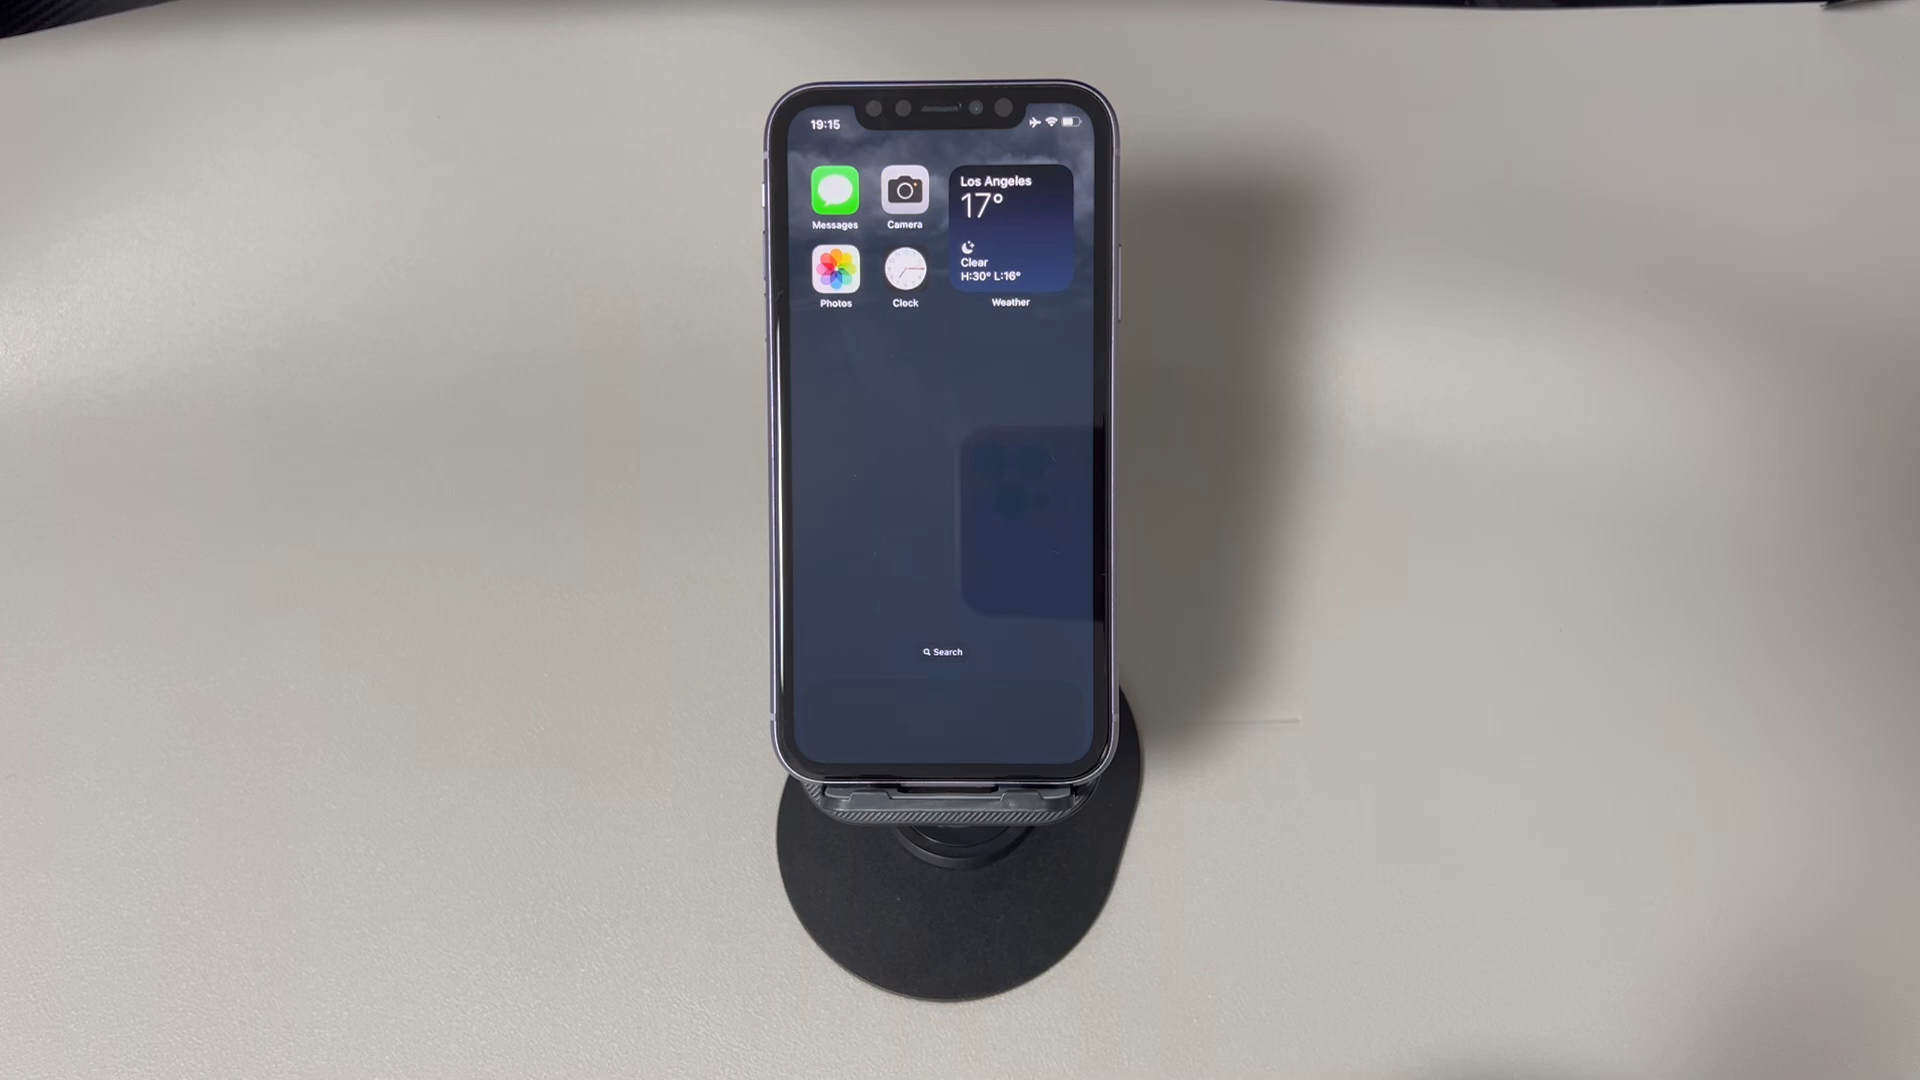 19:15
Messages
Camera
Los Angeles
17°
Clear
H:30° L:16°
Photos
Clock
Weather
Search